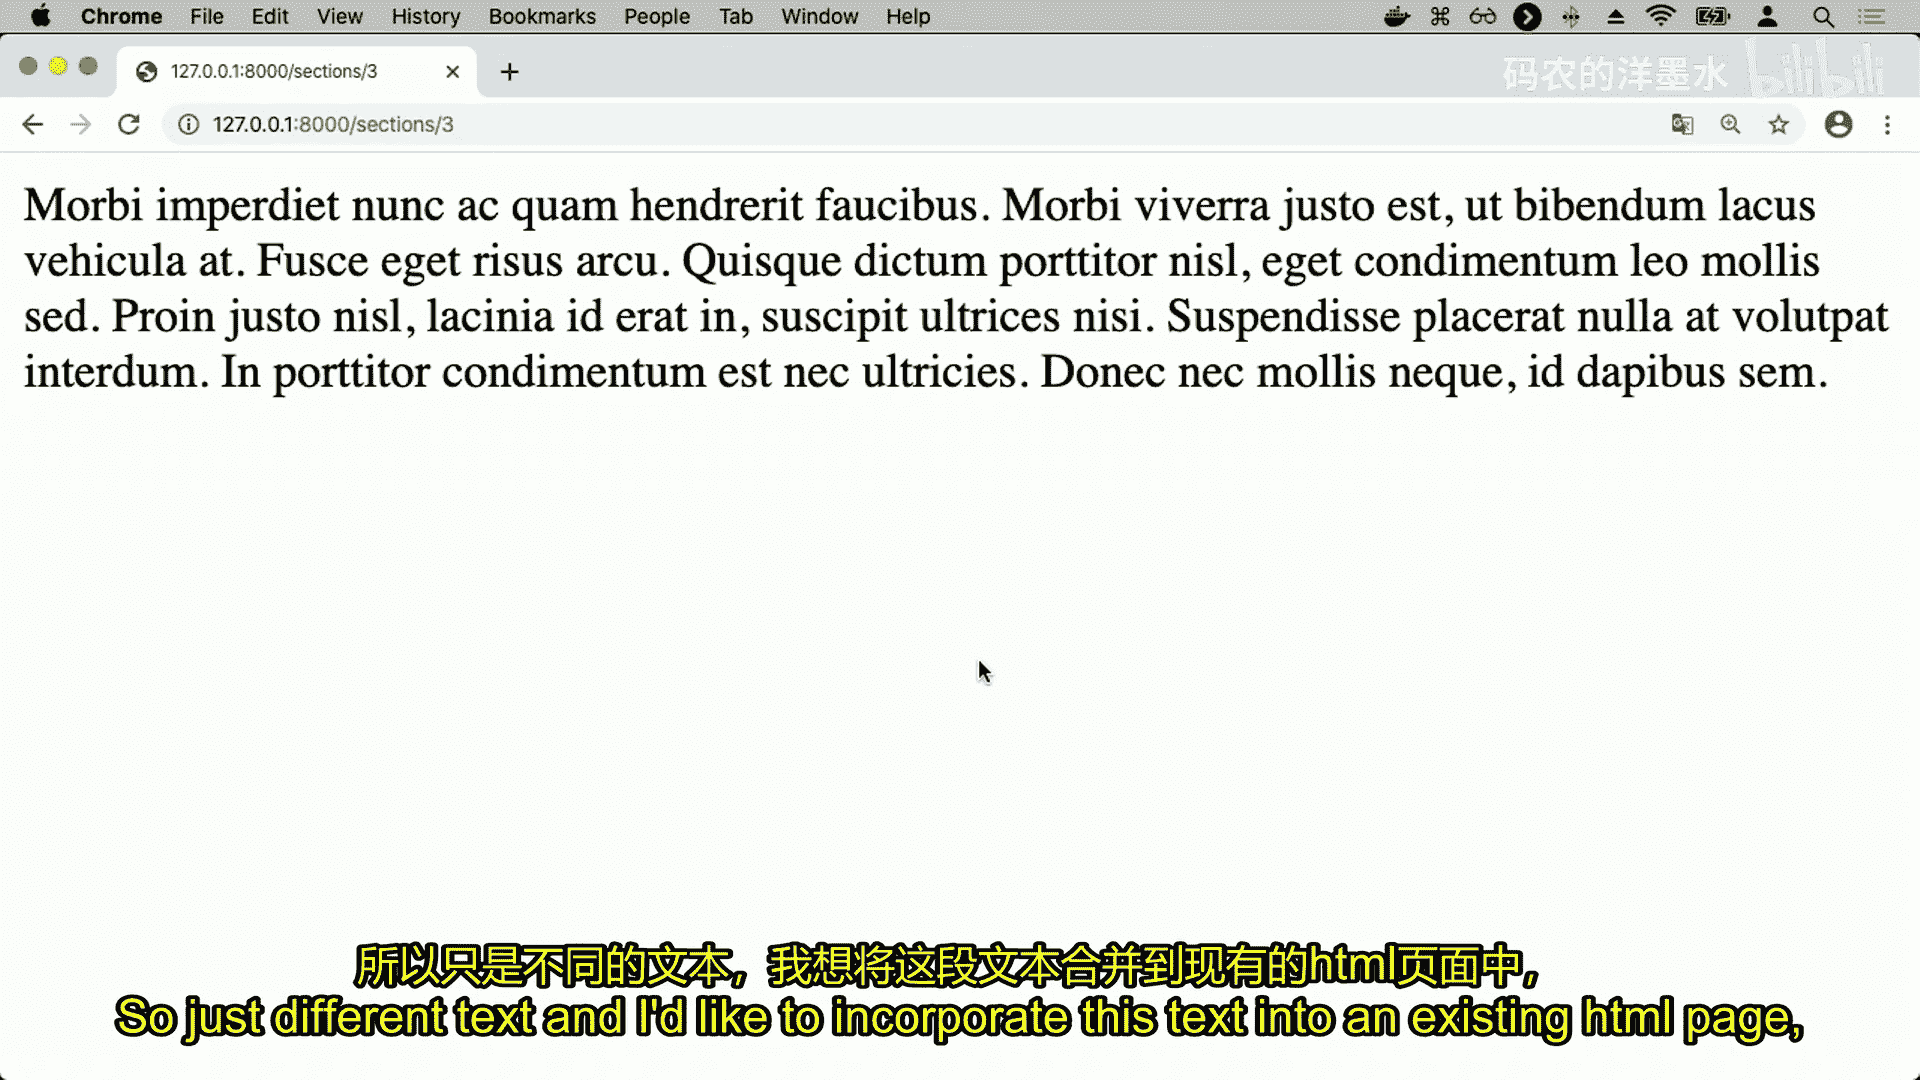 Chrome File Edit View History Bookmarks People Tab Window Help
127.0.0.1:8000/sections/3
码农的洋墨水 bilibili
127.0.0.1:8000/sections/3
Morbi imperdiet nunc ac quam hendrerit faucibus. Morbi viverra justo est, ut bibendum lacus
vehicula at. Fusce eget risus arcu. Quisque dictum porttitor nisl, eget condimentum leo mollis
sed. Proin justo nisl, lacinia id erat in, suscipit ultrices nisi. Suspendisse placerat nulla at volutpat
interdum. In porttitor condimentum est nec ultricies. Donec nec mollis neque, id dapibus sem.
所以只是不同的文本，我想将这段文本合并到现有的html页面中，
So just different text and I'd like to incorporate this text into an existing html page,